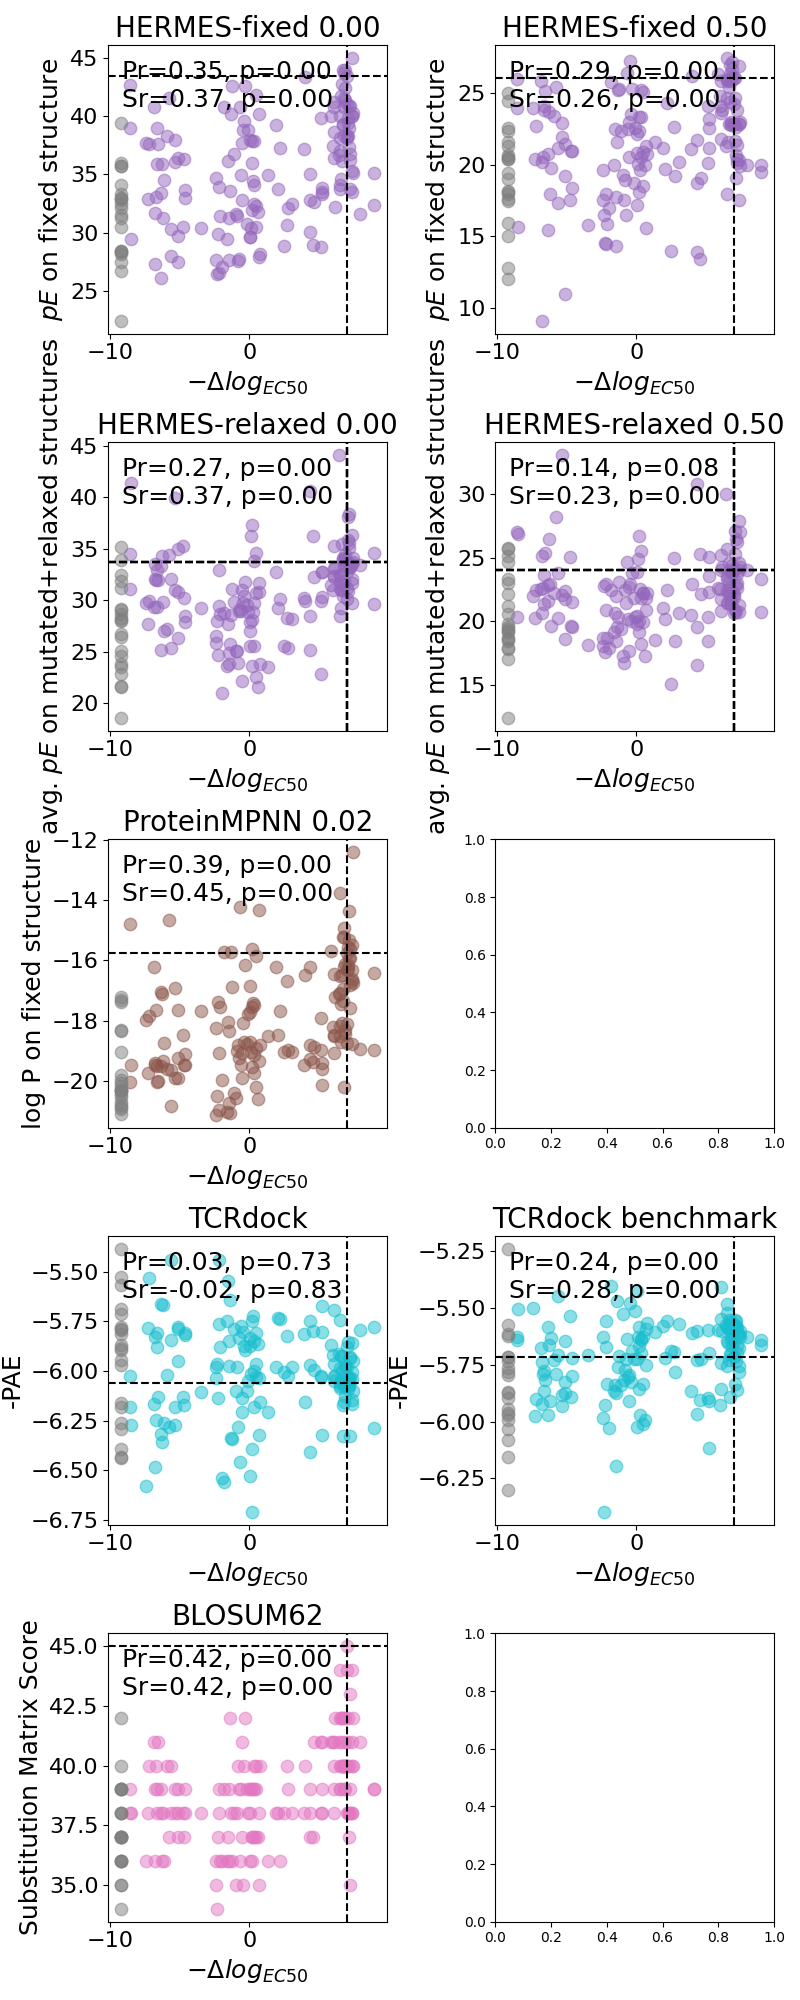 HERMES-fixed 0.00
HERMES-fixed 0.50
45
40
35
30
25
pE on fixed structure
Pr=0.35, p=0.00
Sr=0.37, p=0.00
−10
0
−Δlog_EC50
25
20
15
10
pE on fixed structure
Pr=0.29, p=0.00
Sr=0.26, p=0.00
−10
0
−Δlog_EC50
HERMES-relaxed 0.00
HERMES-relaxed 0.50
45
40
35
30
25
20
avg. pE on mutated+relaxed structures
Pr=0.27, p=0.00
Sr=0.37, p=0.00
−10
0
−Δlog_EC50
30
25
20
15
avg. pE on mutated+relaxed structures
Pr=0.14, p=0.08
Sr=0.23, p=0.00
−10
0
−Δlog_EC50
ProteinMPNN 0.02
−12
−14
−16
−18
−20
log P on fixed structure
Pr=0.39, p=0.00
Sr=0.45, p=0.00
−10
0
−Δlog_EC50
1.0
0.8
0.6
0.4
0.2
0.0
0.0
0.2
0.4
0.6
0.8
1.0
TCRdock
TCRdock benchmark
−5.50
−5.75
−6.00
−6.25
−6.50
−6.75
-PAE
Pr=0.03, p=0.73
Sr=-0.02, p=0.83
−10
0
−Δlog_EC50
−5.25
−5.50
−5.75
−6.00
−6.25
-PAE
Pr=0.24, p=0.00
Sr=0.28, p=0.00
−10
0
−Δlog_EC50
BLOSUM62
45.0
42.5
40.0
37.5
35.0
Substitution Matrix Score
Pr=0.42, p=0.00
Sr=0.42, p=0.00
−10
0
−Δlog_EC50
1.0
0.8
0.6
0.4
0.2
0.0
0.0
0.2
0.4
0.6
0.8
1.0